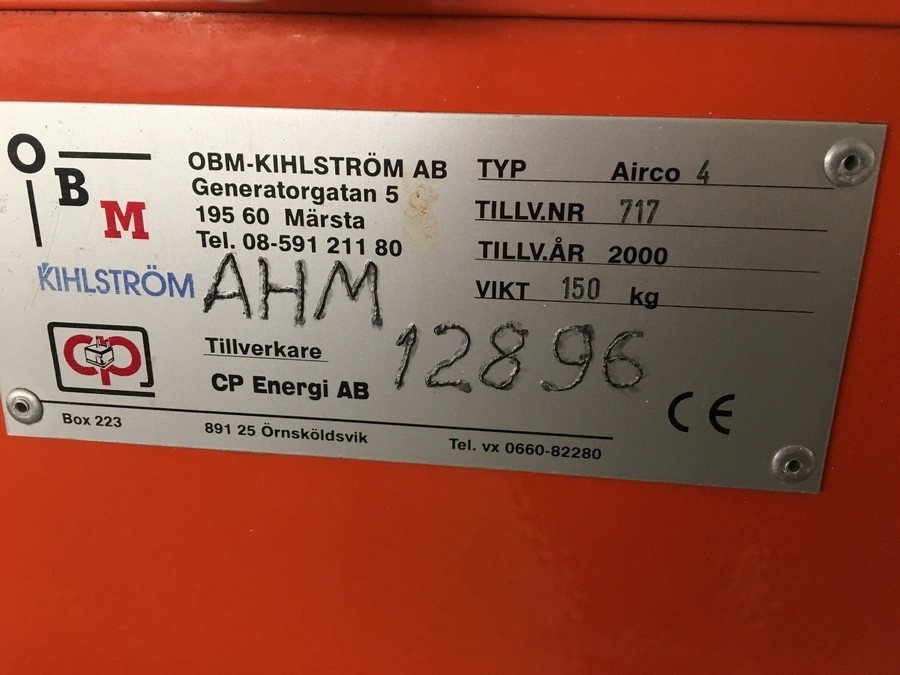 O
B
M
KIHLSTRÖM
OBM-KIHLSTRÖM AB
Generatorgatan 5
195 60 Märsta
Tel. 08-591 211 80
TYP Airco 4
TILLV.NR 717
TILLV.ÅR 2000
VIKT 150 kg
AHM
12896
cp
Tillverkare
CP Energi AB
CE
Box 223 891 25 Örnsköldsvik Tel. vx 0660-82280